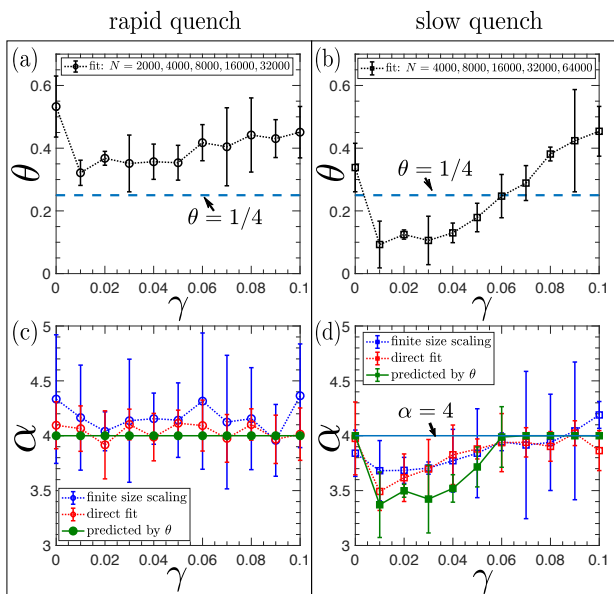 rapid quench
slow quench
(a)
fit: N = 2000, 4000, 8000, 16000, 32000
θ = 1/4
0.6
0.4
0.2
0
θ
0 0.02 0.04 0.06 0.08 0.1
γ
(b)
fit: N = 4000, 8000, 16000, 32000, 64000
θ = 1/4
0.6
0.4
0.2
0
θ
0 0.02 0.04 0.06 0.08 0.1
γ
(c)
5
4.5
4
3.5
3
α
finite size scaling
direct fit
predicted by θ
0 0.02 0.04 0.06 0.08 0.1
γ
(d)
finite size scaling
direct fit
predicted by θ
α = 4
5
4.5
4
3.5
3
α
0 0.02 0.04 0.06 0.08 0.1
γ